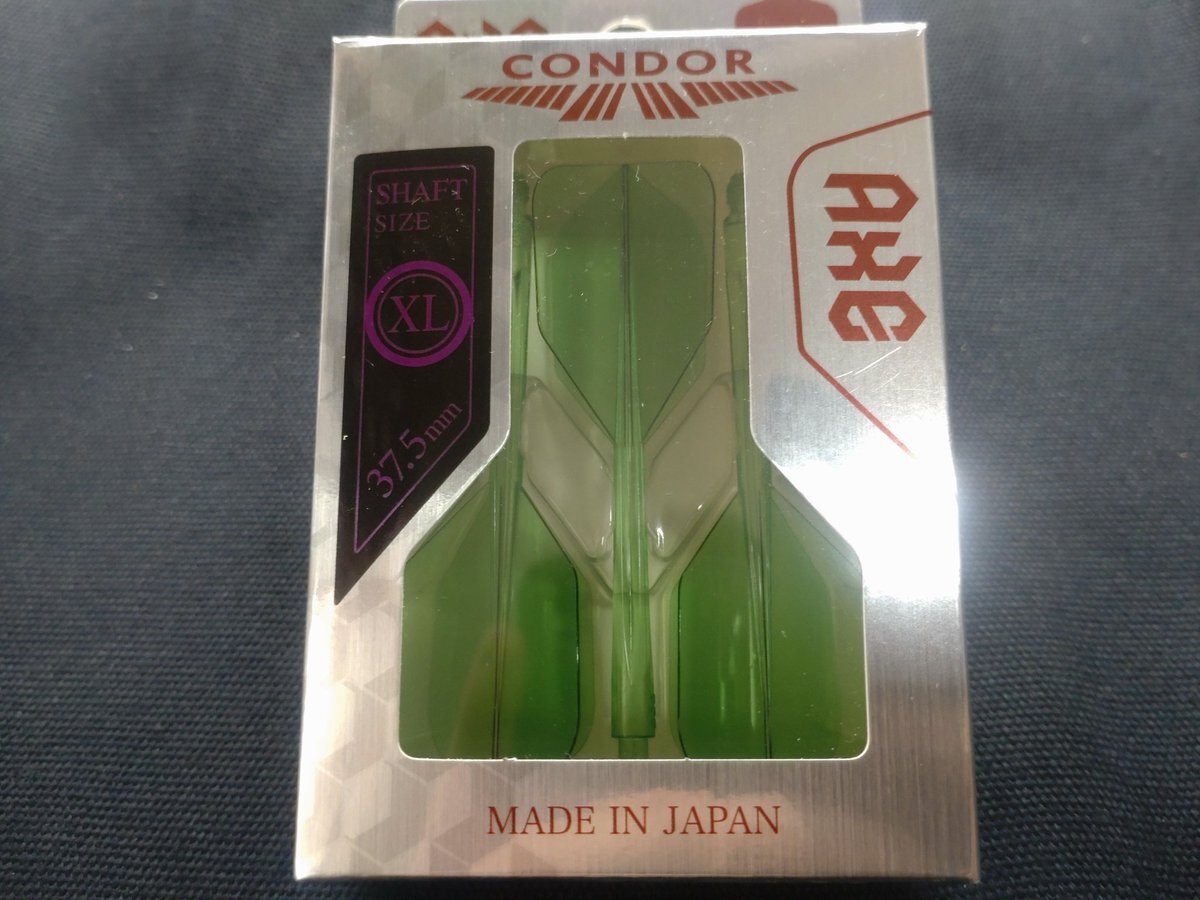 CONDOR
SHAFT
SIZE
XL
37.5mm
AXE
MADE IN JAPAN